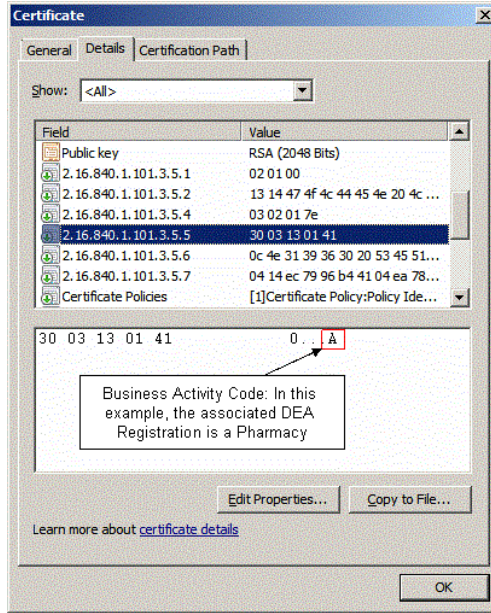 Certificate
General Details Certification Path
Show: <All>
Field Value
Public key RSA (2048 Bits)
2.16.840.1.101.3.5.1 02 01 00
2.16.840.1.101.3.5.2 13 14 47 4f 4c 44 45 4e 20 4c ...
2.16.840.1.101.3.5.4 03 02 01 7e
2.16.840.1.101.3.5.5 30 03 13 01 41
2.16.840.1.101.3.5.6 0c 4e 31 39 36 30 20 53 45 51...
2.16.840.1.101.3.5.7 04 14 ec 79 96 b4 41 04 ea 78...
Certificate Policies [1]Certificate Policy:Policy Ide...
30 03 13 01 41 0...A
Business Activity Code: In this
example, the associated DEA
Registration is a Pharmacy
Edit Properties... Copy to File...
Learn more about certificate details
OK